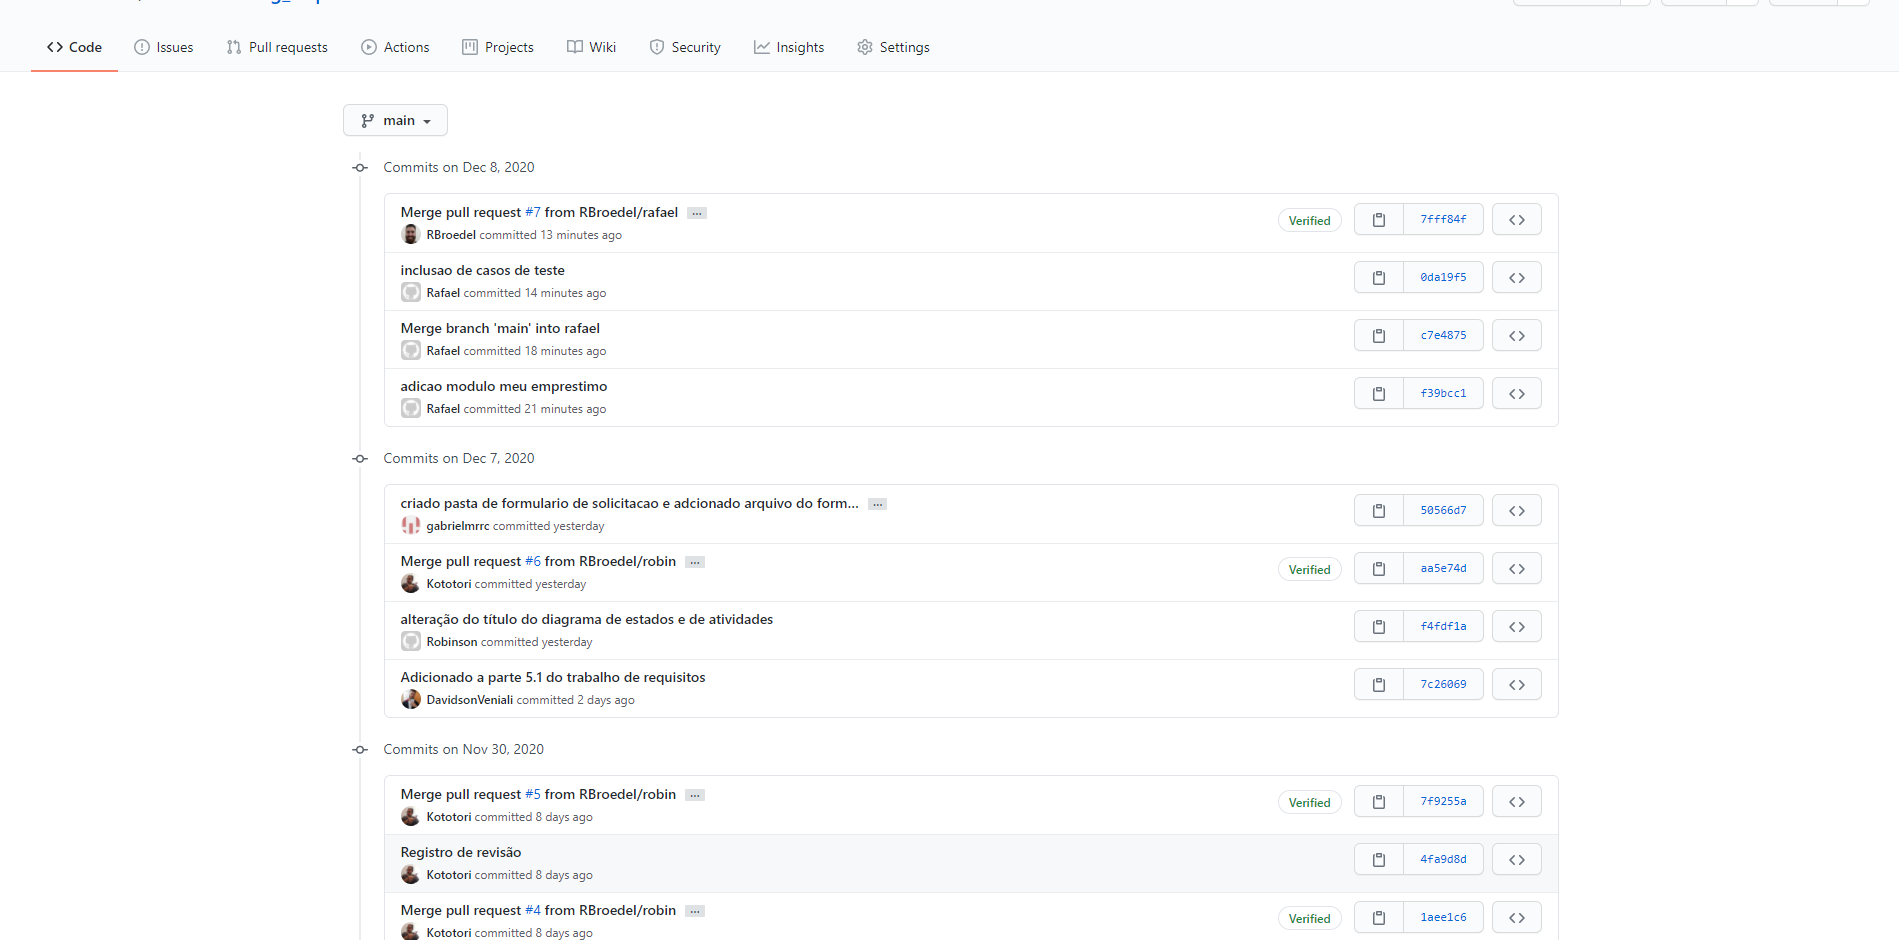 Code Issues Pull requests Actions Projects Wiki Security Insights Settings
main
Commits on Dec 8, 2020
Merge pull request #7 from RBroedel/rafael ...
Verified 7fff84f
RBroedel committed 13 minutes ago
inclusao de casos de teste
0da19f5
Rafael committed 14 minutes ago
Merge branch 'main' into rafael
c7e4875
Rafael committed 18 minutes ago
adicao modulo meu emprestimo
f39bcc1
Rafael committed 21 minutes ago
Commits on Dec 7, 2020
criado pasta de formulario de solicitacao e adcionado arquivo do form... ...
50566d7
gabrielmrrc committed yesterday
Merge pull request #6 from RBroedel/robin ...
Verified aa5e74d
Kototori committed yesterday
alteração do título do diagrama de estados e de atividades
f4fdf1a
Robinson committed yesterday
Adicionado a parte 5.1 do trabalho de requisitos
7c26069
DavidsonVeniali committed 2 days ago
Commits on Nov 30, 2020
Merge pull request #5 from RBroedel/robin ...
Verified 7f9255a
Kototori committed 8 days ago
Registro de revisão
4fa9d8d
Kototori committed 8 days ago
Merge pull request #4 from RBroedel/robin ...
Verified 1aee1c6
Kototori committed 8 days ago